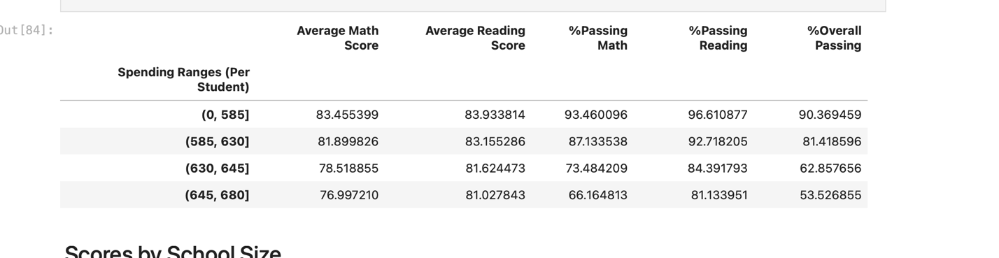 Out[84]:
Average Math Score Average Reading Score %Passing Math %Passing Reading %Overall Passing
Spending Ranges (Per Student)
(0, 585] 83.455399 83.933814 93.460096 96.610877 90.369459
(585, 630] 81.899826 83.155286 87.133538 92.718205 81.418596
(630, 645] 78.518855 81.624473 73.484209 84.391793 62.857656
(645, 680] 76.997210 81.027843 66.164813 81.133951 53.526855
Scores by School Size